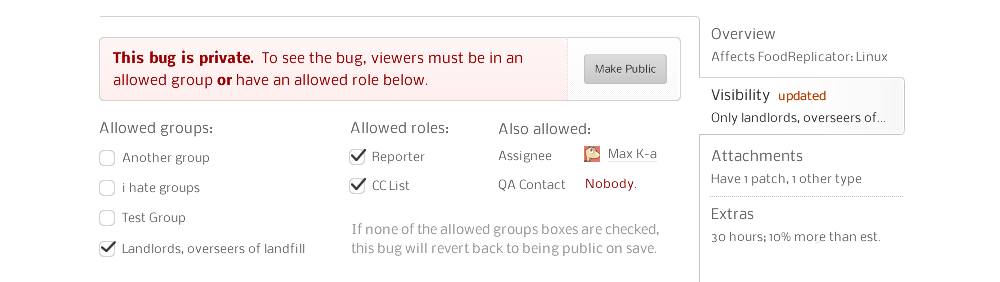 This bug is private. To see the bug, viewers must be in an
allowed group or have an allowed role below.
Make Public
Allowed groups:
Another group
i hate groups
Test Group
Landlords, overseers of landfill
Allowed roles:
Reporter
CC List
Also allowed:
Assignee Max K-a
QA Contact Nobody.
If none of the allowed groups boxes are checked,
this bug will revert back to being public on save.
Overview
Affects FoodReplicator: Linux
Visibility updated
Only landlords, overseers of...
Attachments
Have 1 patch, 1 other type
Extras
30 hours; 10% more than est.